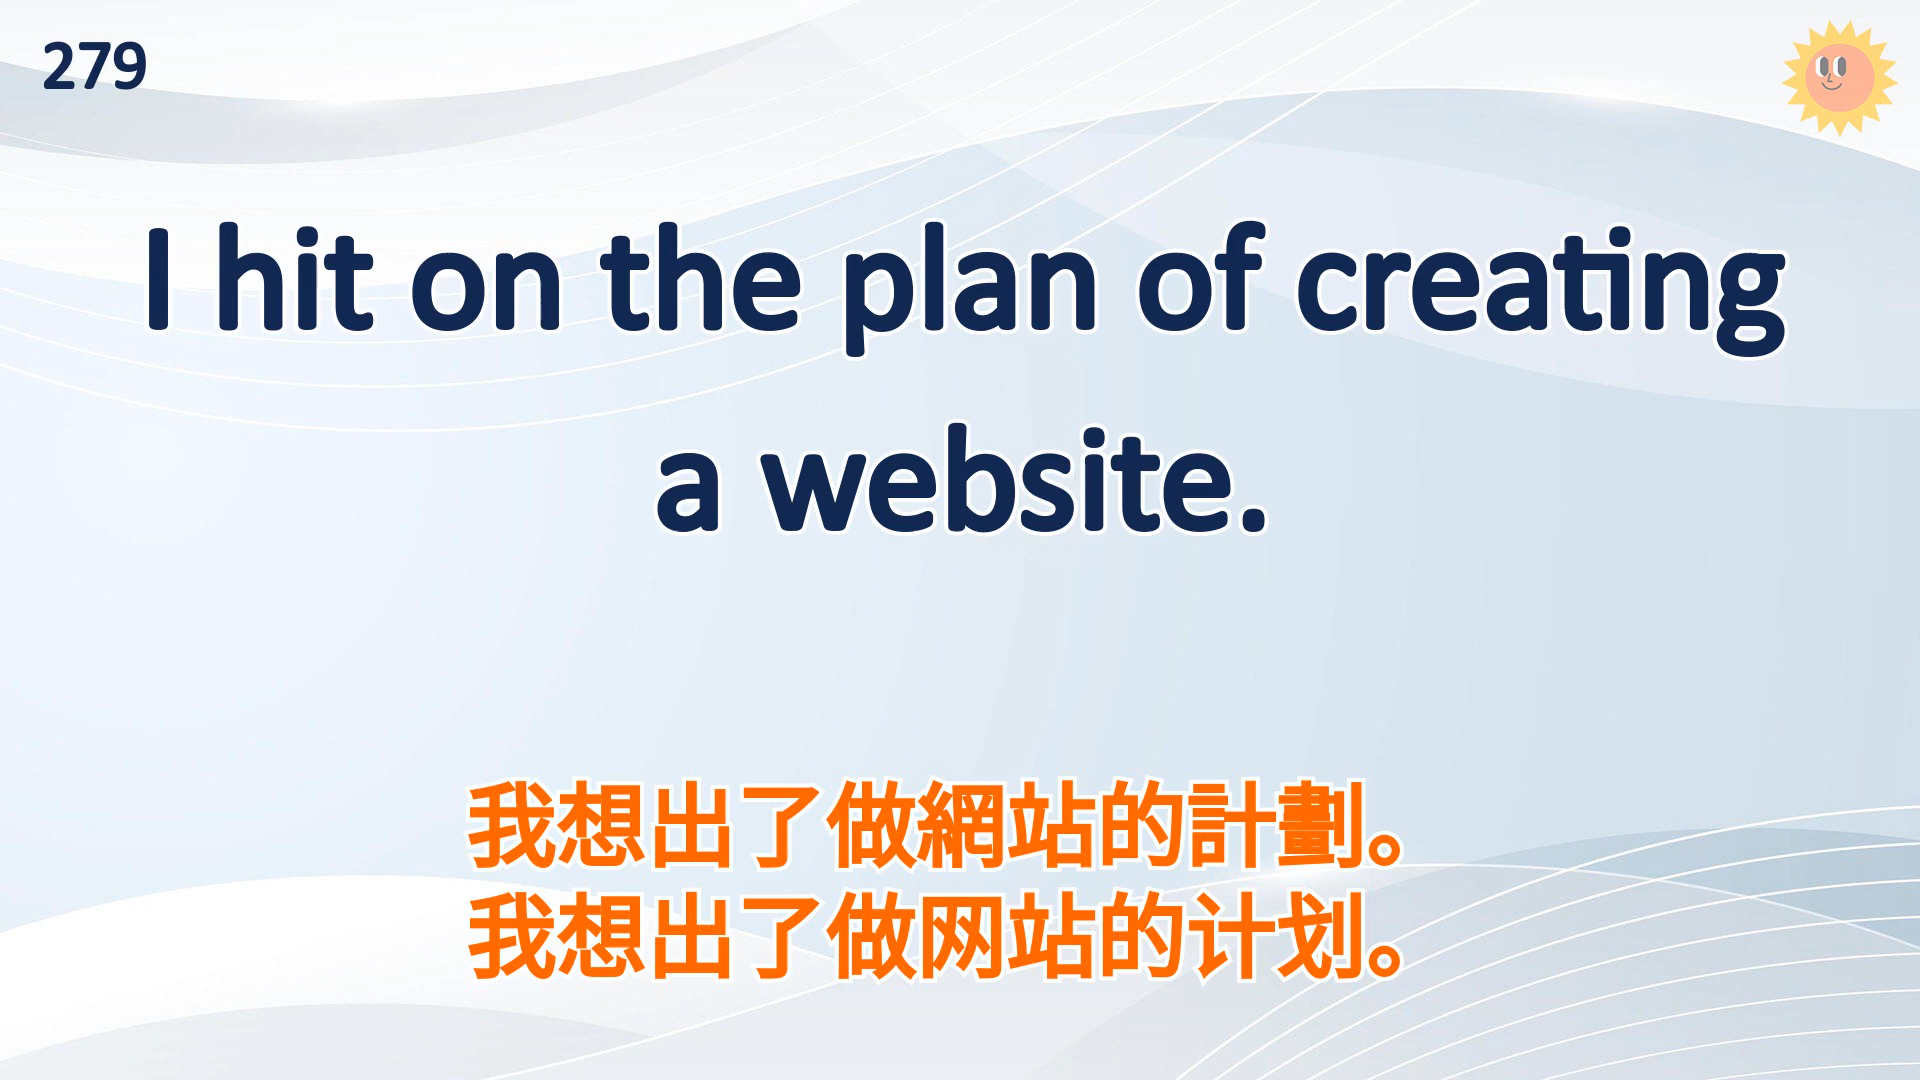 279
I hit on the plan of creating
a website.
我想出了做網站的計劃。
我想出了做网站的计划。